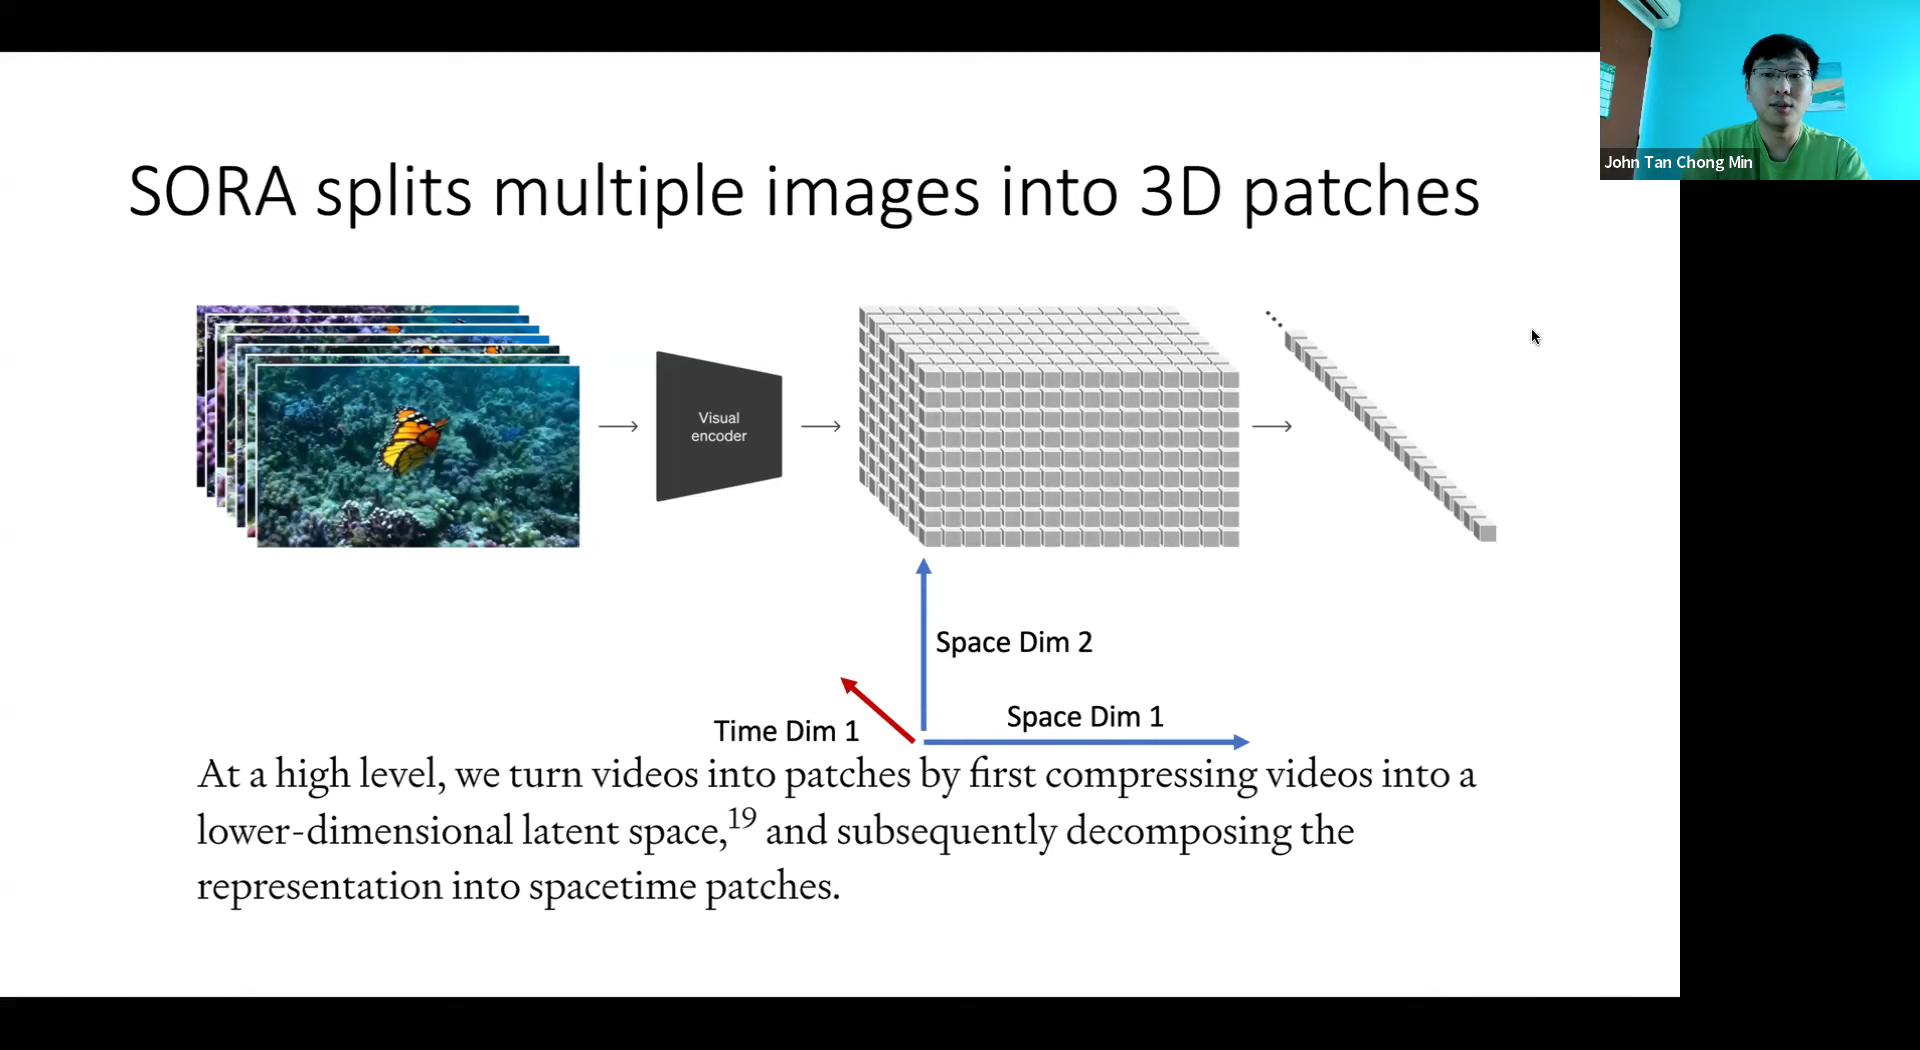 John Tan Chong Min
SORA splits multiple images into 3D patches
Visual
encoder
Space Dim 2
Space Dim 1
Time Dim 1
At a high level, we turn videos into patches by first compressing videos into a
lower-dimensional latent space,19 and subsequently decomposing the
representation into spacetime patches.